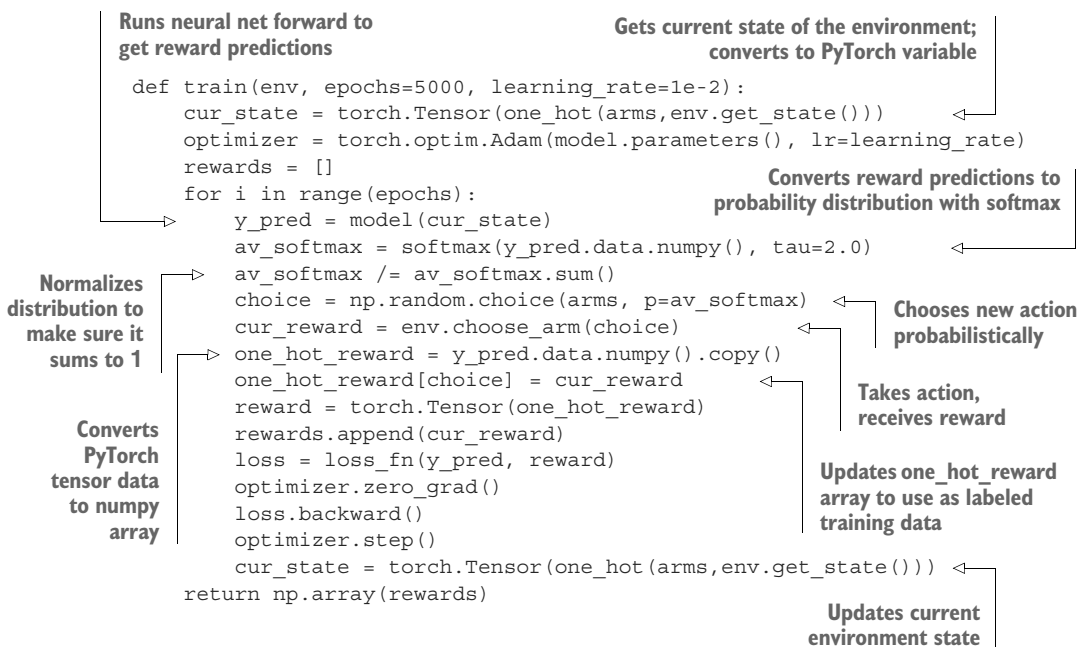 Runs neural net forward to
get reward predictions
Gets current state of the environment;
converts to PyTorch variable
def train(env, epochs=5000, learning_rate=1e-2):
    cur_state = torch.Tensor(one_hot(arms,env.get_state()))
    optimizer = torch.optim.Adam(model.parameters(), lr=learning_rate)
    rewards = []
    for i in range(epochs):
Converts reward predictions to
probability distribution with softmax
        y_pred = model(cur_state)
        av_softmax = softmax(y_pred.data.numpy(), tau=2.0)
        av_softmax /= av_softmax.sum()
Normalizes
distribution to
make sure it
sums to 1
        choice = np.random.choice(arms, p=av_softmax)
Chooses new action
probabilistically
        cur_reward = env.choose_arm(choice)
Takes action,
receives reward
        one_hot_reward = y_pred.data.numpy().copy()
Converts
PyTorch
tensor data
to numpy
array
        one_hot_reward[choice] = cur_reward
Updates one_hot_reward
array to use as labeled
training data
        reward = torch.Tensor(one_hot_reward)
        rewards.append(cur_reward)
        loss = loss_fn(y_pred, reward)
        optimizer.zero_grad()
        loss.backward()
        optimizer.step()
        cur_state = torch.Tensor(one_hot(arms,env.get_state()))
    return np.array(rewards)
Updates current
environment state